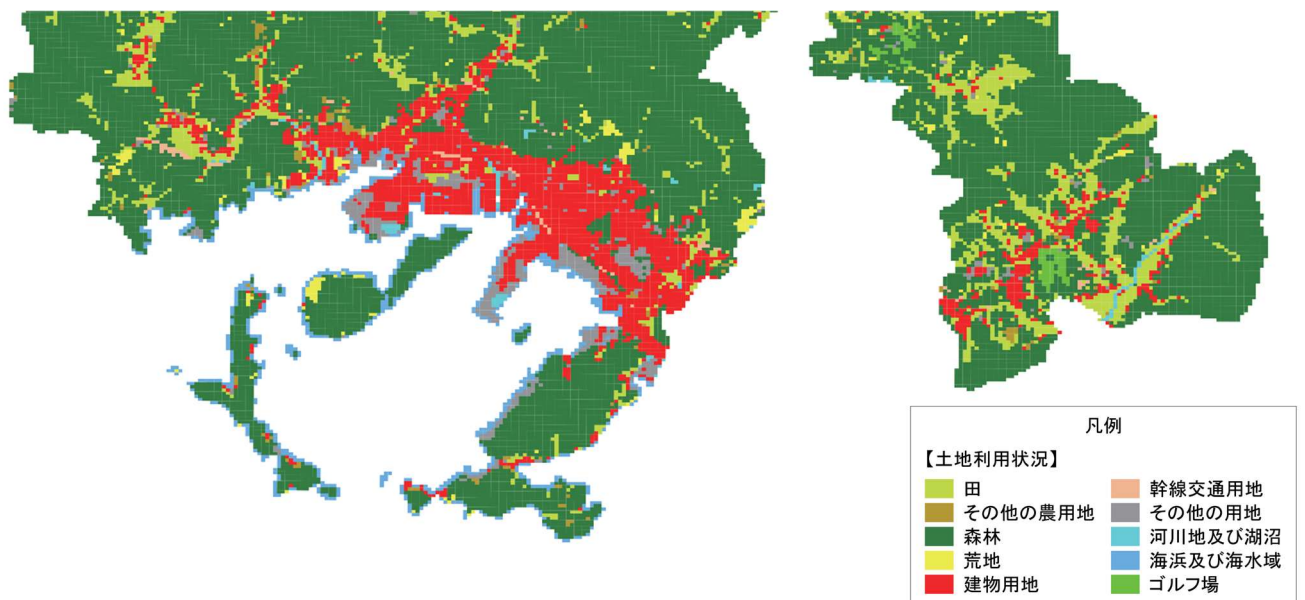 凡例
【土地利用状況】
田
その他の農用地
森林
荒地
建物用地
幹線交通用地
その他の用地
河川地及び湖沼
海浜及び海水域
ゴルフ場